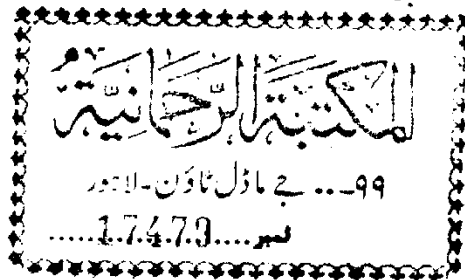 المكتبة الرحمانية
۹۹-... جے ماڈل ٹاؤن-لاہور
نمبر....17479.....